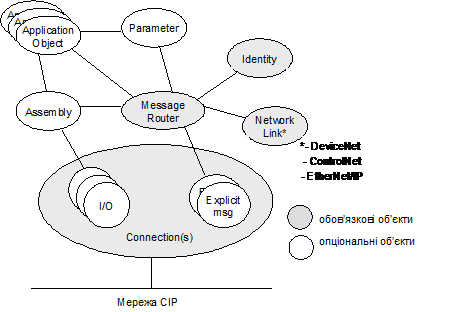 Application
Object
Parameter
Identity
Assembly
Message
Router
Network
Link*
*- DeviceNet
- ControlNet
- EtherNet/IP
I/O
Explicit
msg
Connection(s)
обов'язкові об'єкти
опціональні об'єкти
Мережа CIP